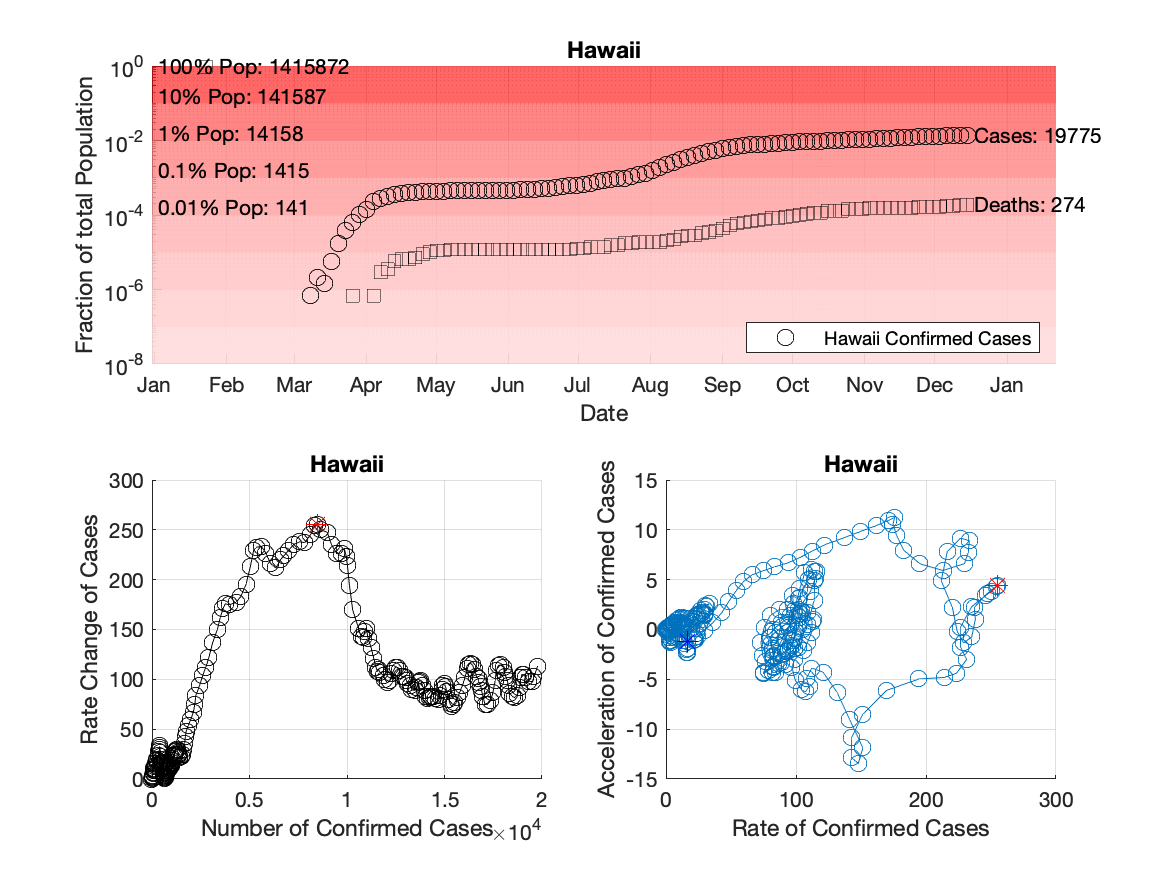 Hawaii
10^0
10^-2
10^-4
10^-6
10^-8
Fraction of total Population
100% Pop: 1415872
10% Pop: 141587
1% Pop: 14158
0.1% Pop: 1415
0.01% Pop: 141
Cases: 19775
Deaths: 274
Hawaii Confirmed Cases
Jan Feb Mar Apr May Jun Jul Aug Sep Oct Nov Dec Jan
Date
Hawaii
300
250
200
150
100
50
0
Rate Change of Cases
0 0.5 1 1.5 2
Number of Confirmed Cases ×10^4
Hawaii
15
10
5
0
-5
-10
-15
Acceleration of Confirmed Cases
0 100 200 300
Rate of Confirmed Cases